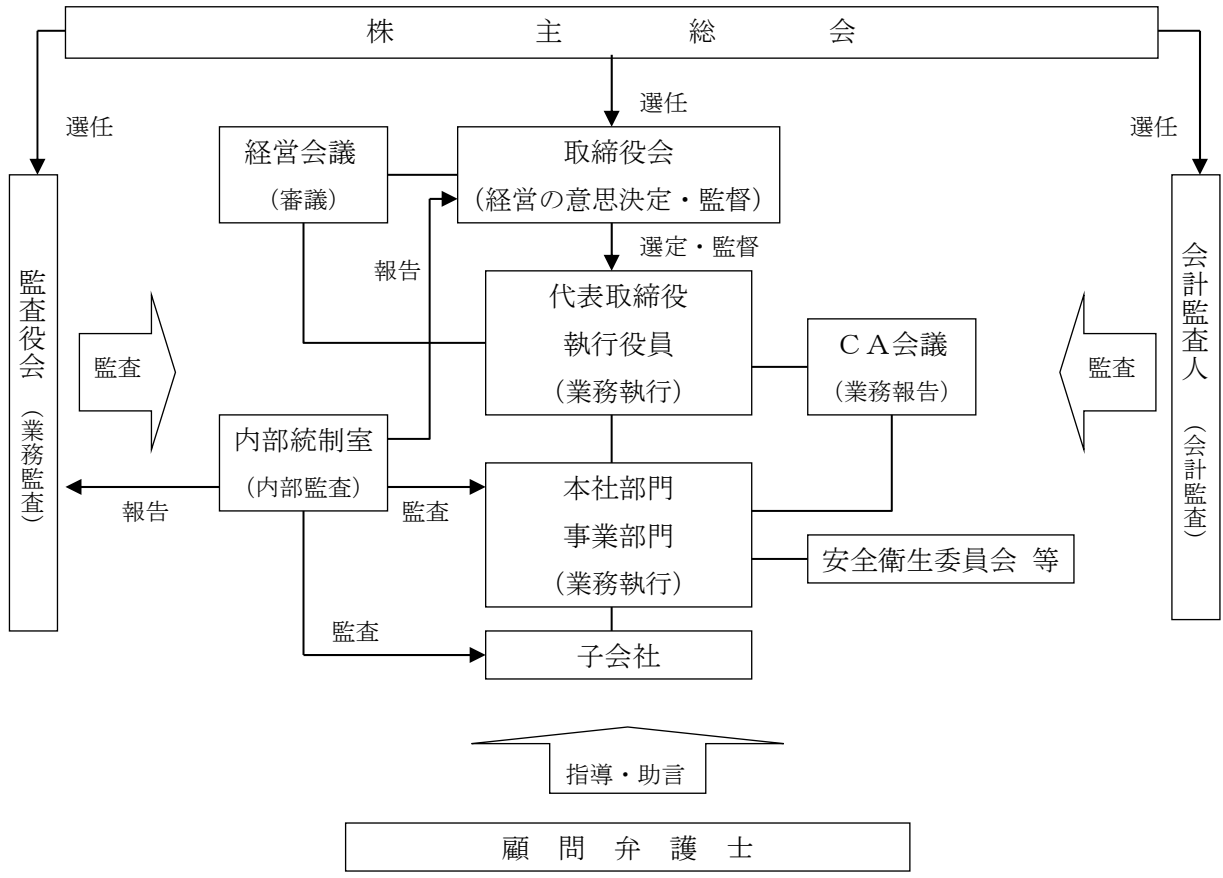 株主総会
選任
選任
選任
経営会議
（審議）
取締役会
（経営の意思決定・監督）
選定・監督
報告
代表取締役
執行役員
（業務執行）
ＣＡ会議
（業務報告）
監査役会（業務監査）
監査
監査
会計監査人（会計監査）
内部統制室
（内部監査）
報告
監査
本社部門
事業部門
（業務執行）
安全衛生委員会 等
監査
子会社
指導・助言
顧問弁護士